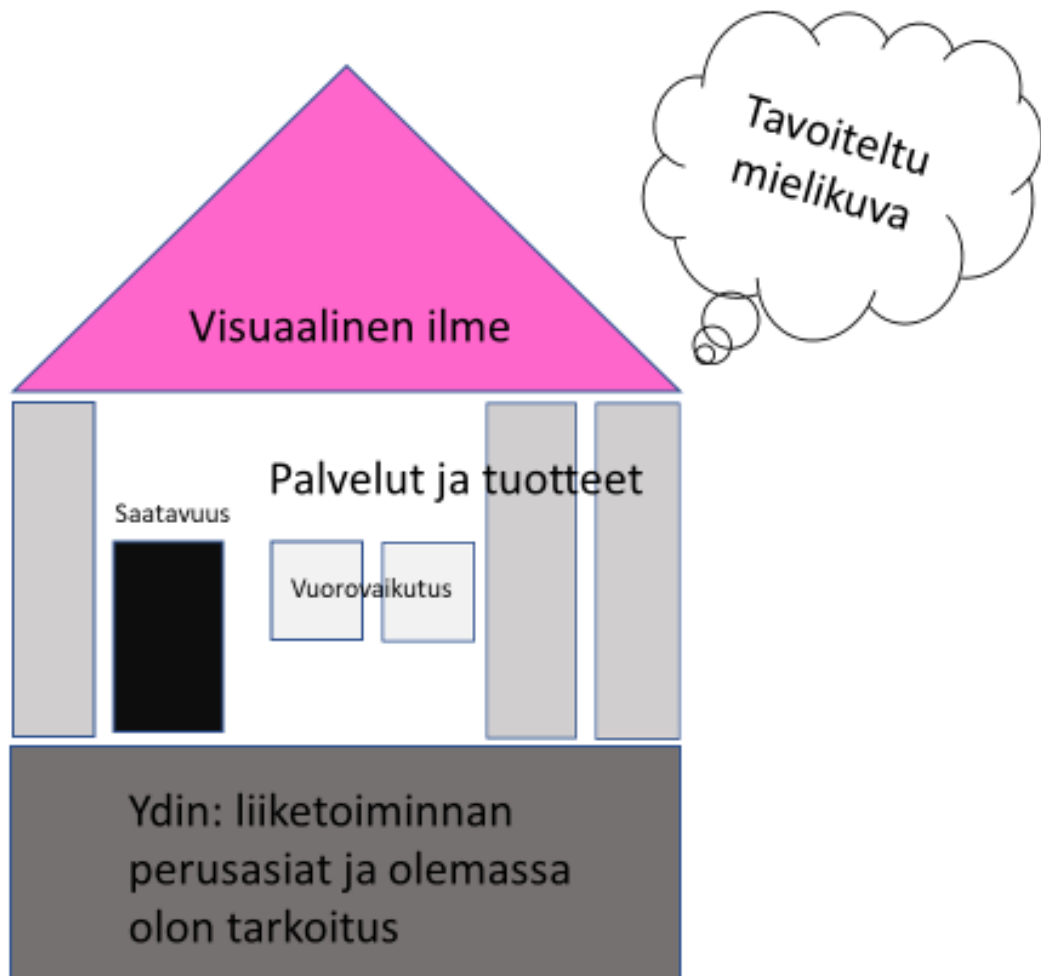 Tavoiteltu
mielikuva
Visuaalinen ilme
Palvelut ja tuotteet
Saatavuus
Vuorovaikutus
Ydin: liiketoiminnan
perusasiat ja olemassa
olon tarkoitus